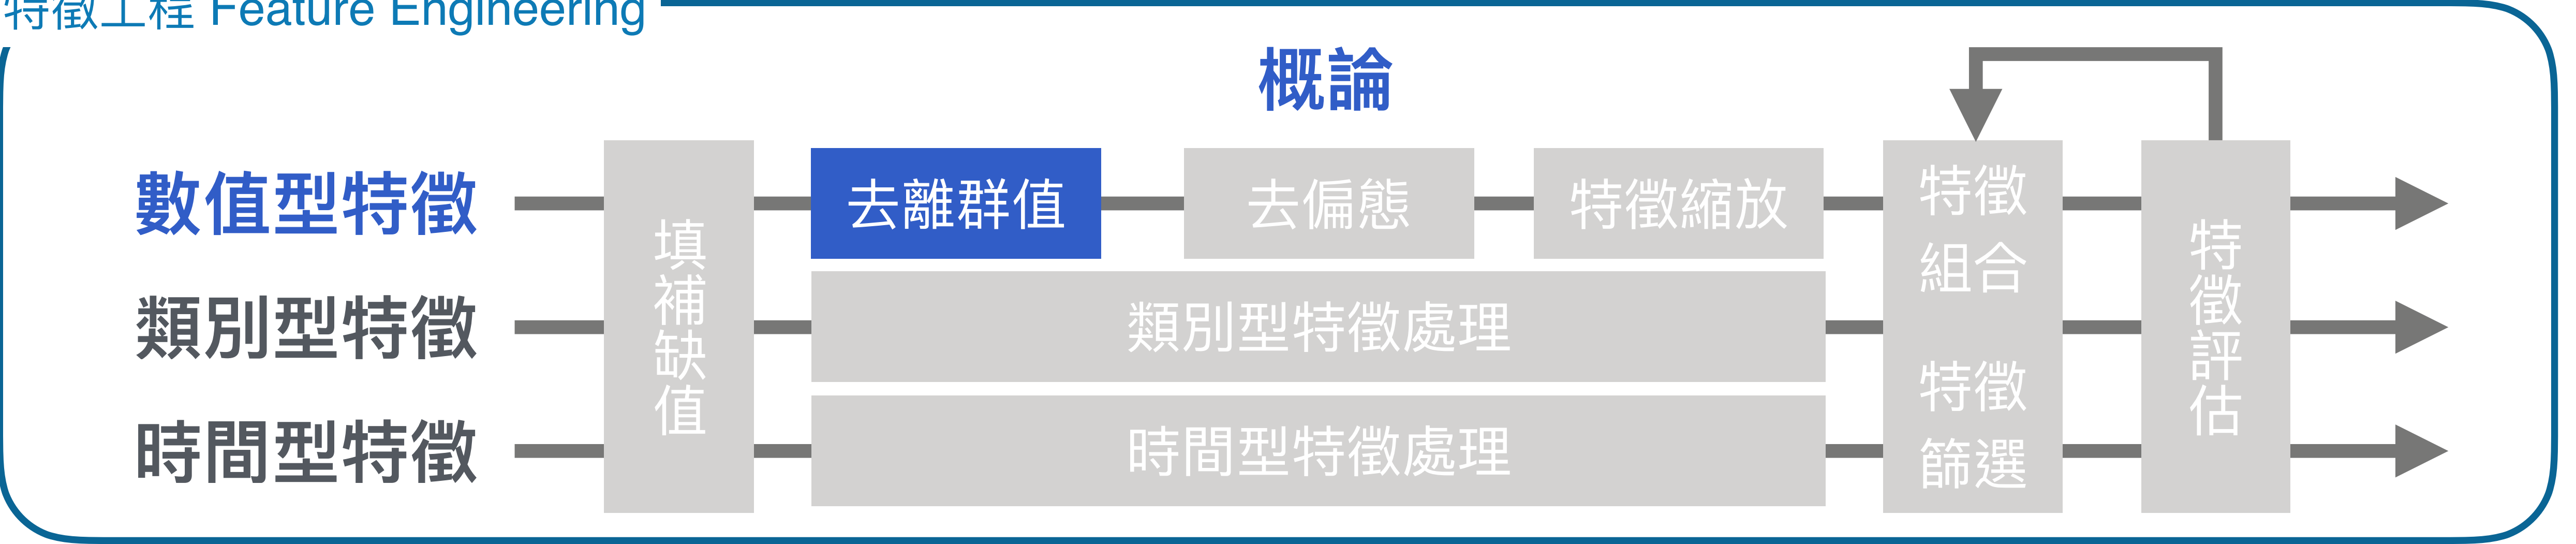 特徵工程 Feature Engineering
概論
數值型特徵
類別型特徵
時間型特徵
填補缺值
去離群值
去偏態
特徵縮放
類別型特徵處理
時間型特徵處理
特徵
組合
特徵
篩選
特徵評估